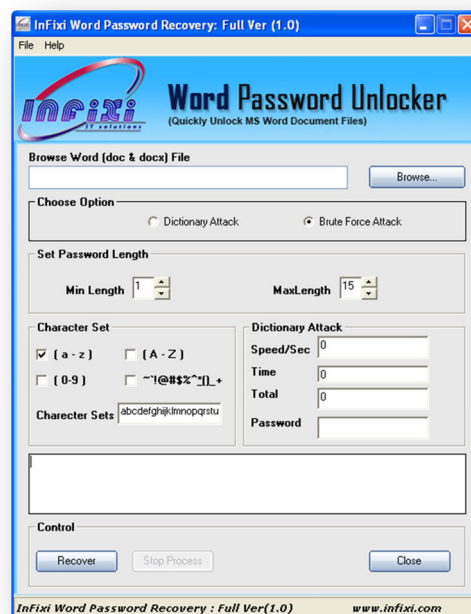 InFixi Word Password Recovery: Full Ver (1.0)
File Help
INFIXI
IT solutions
Word Password Unlocker
(Quickly Unlock MS Word Document Files)
Browse Word (doc & docx) File
Browse...
Choose Option
Dictionary Attack
Brute Force Attack
Set Password Length
Min Length 1
MaxLength 15
Character Set
( a - z ) ( A - Z )
( 0-9 ) ~`!@#$%^*()_+
Charecter Sets abcdefghijklmnopqrstu
Dictionary Attack
Speed/Sec 0
Time 0
Total 0
Password
Control
Recover Stop Process Close
InFixi Word Password Recovery : Full Ver(1.0) www.infixi.com